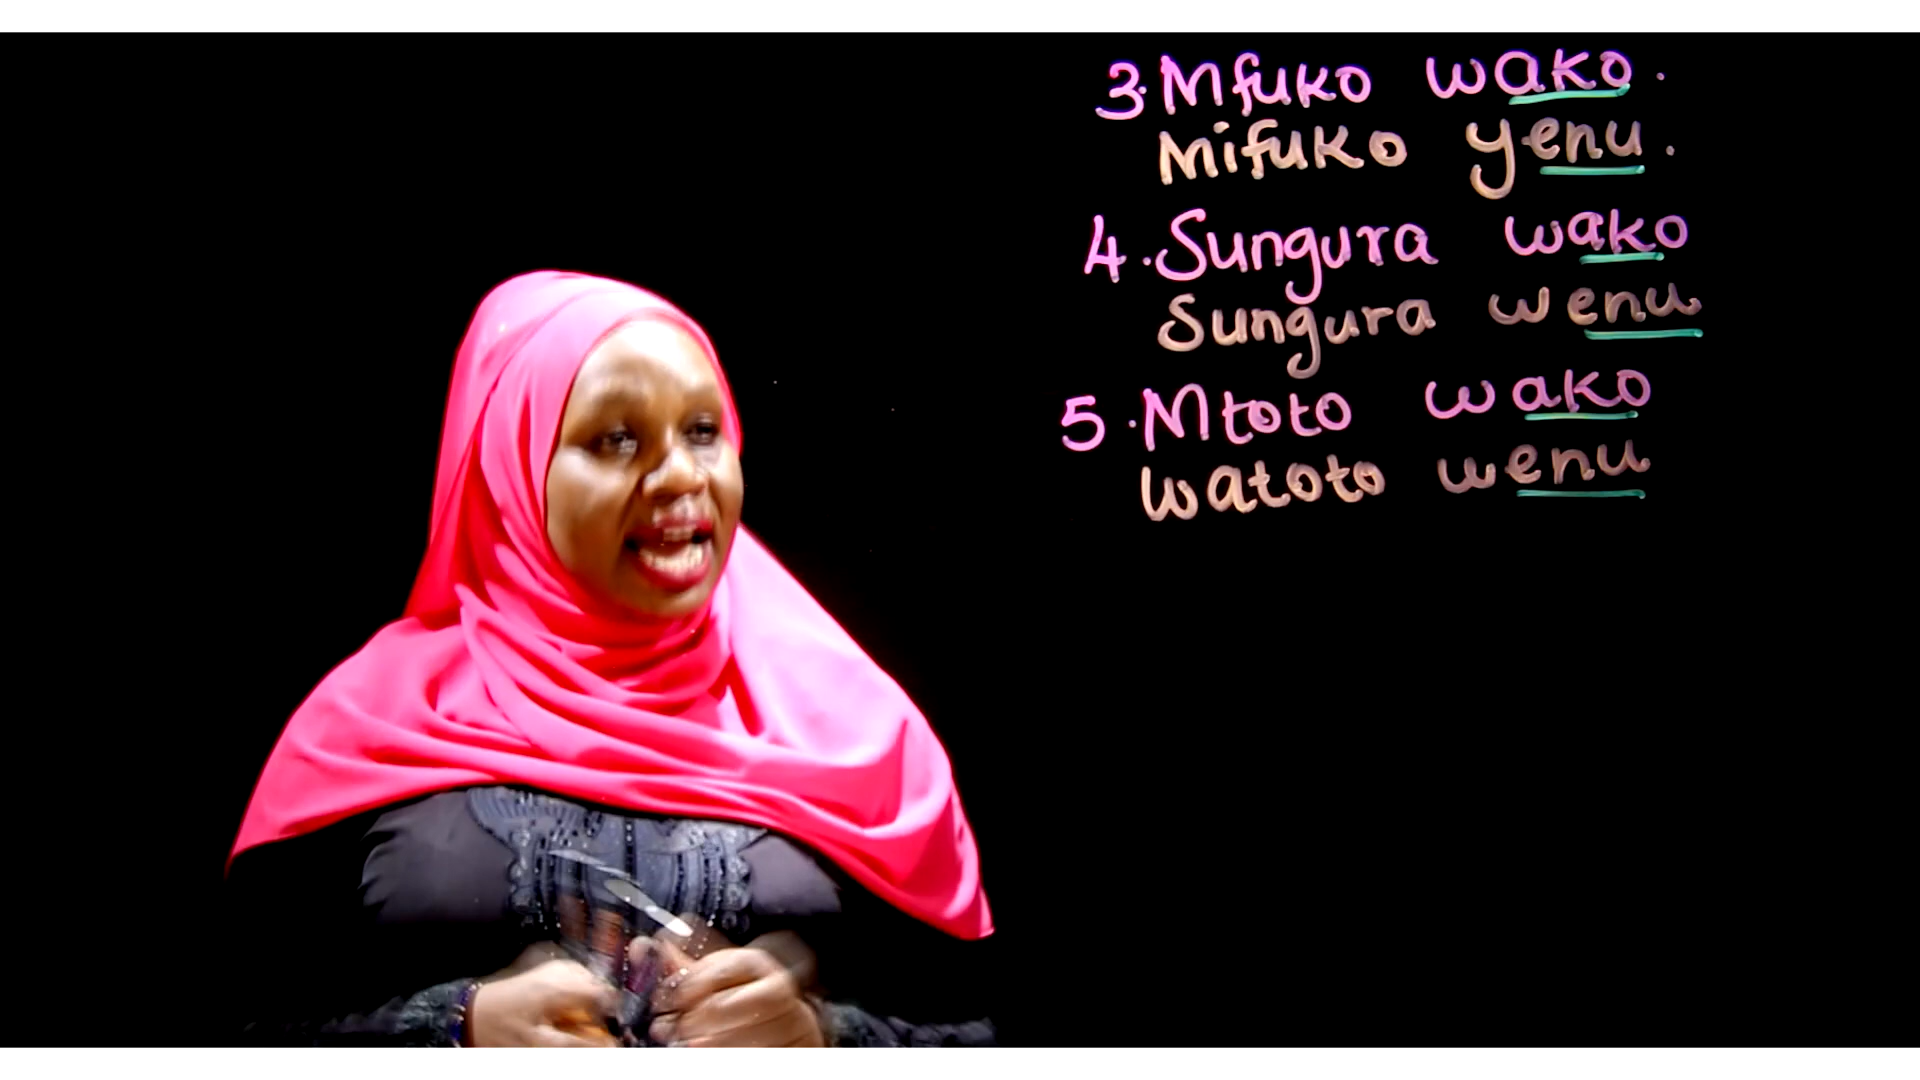 3. Mfuko wako.
Mifuko yenu.
4. Sungura wako
Sungura wenu
5. Mtoto wako
Watoto wenu